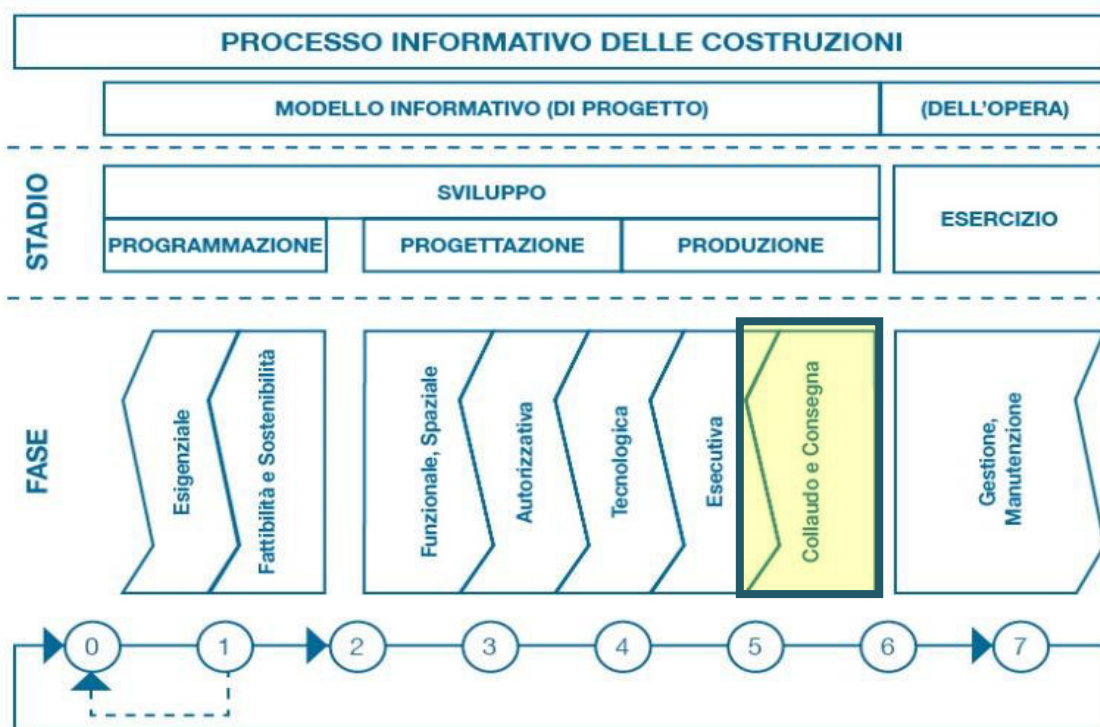 PROCESSO INFORMATIVO DELLE COSTRUZIONI
MODELLO INFORMATIVO (DI PROGETTO)
(DELL'OPERA)
STADIO
SVILUPPO
ESERCIZIO
PROGRAMMAZIONE
PROGETTAZIONE
PRODUZIONE
FASE
Esigenziale
Fattibilità e Sostenibilità
Funzionale, Spaziale
Autorizzativa
Tecnologica
Esecutiva
Collaudo e Consegna
Gestione,
Manutenzione
0
1
2
3
4
5
6
7